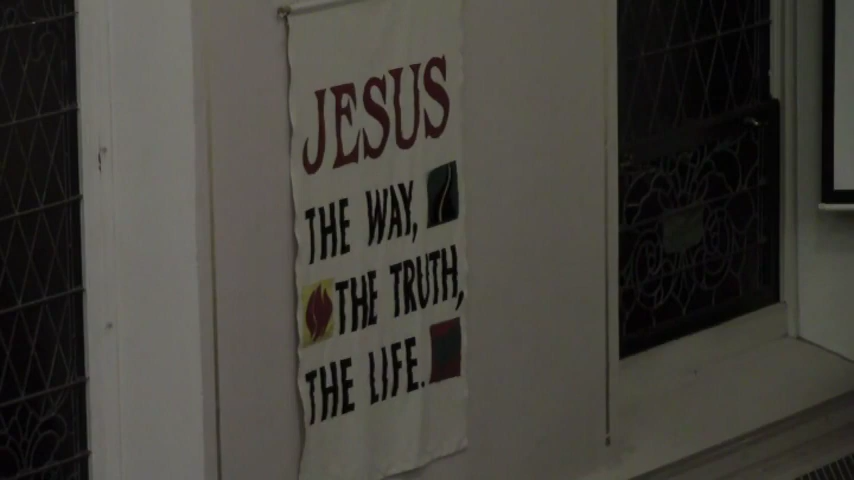 JESUS
THE WAY,
THE TRUTH,
THE LIFE.